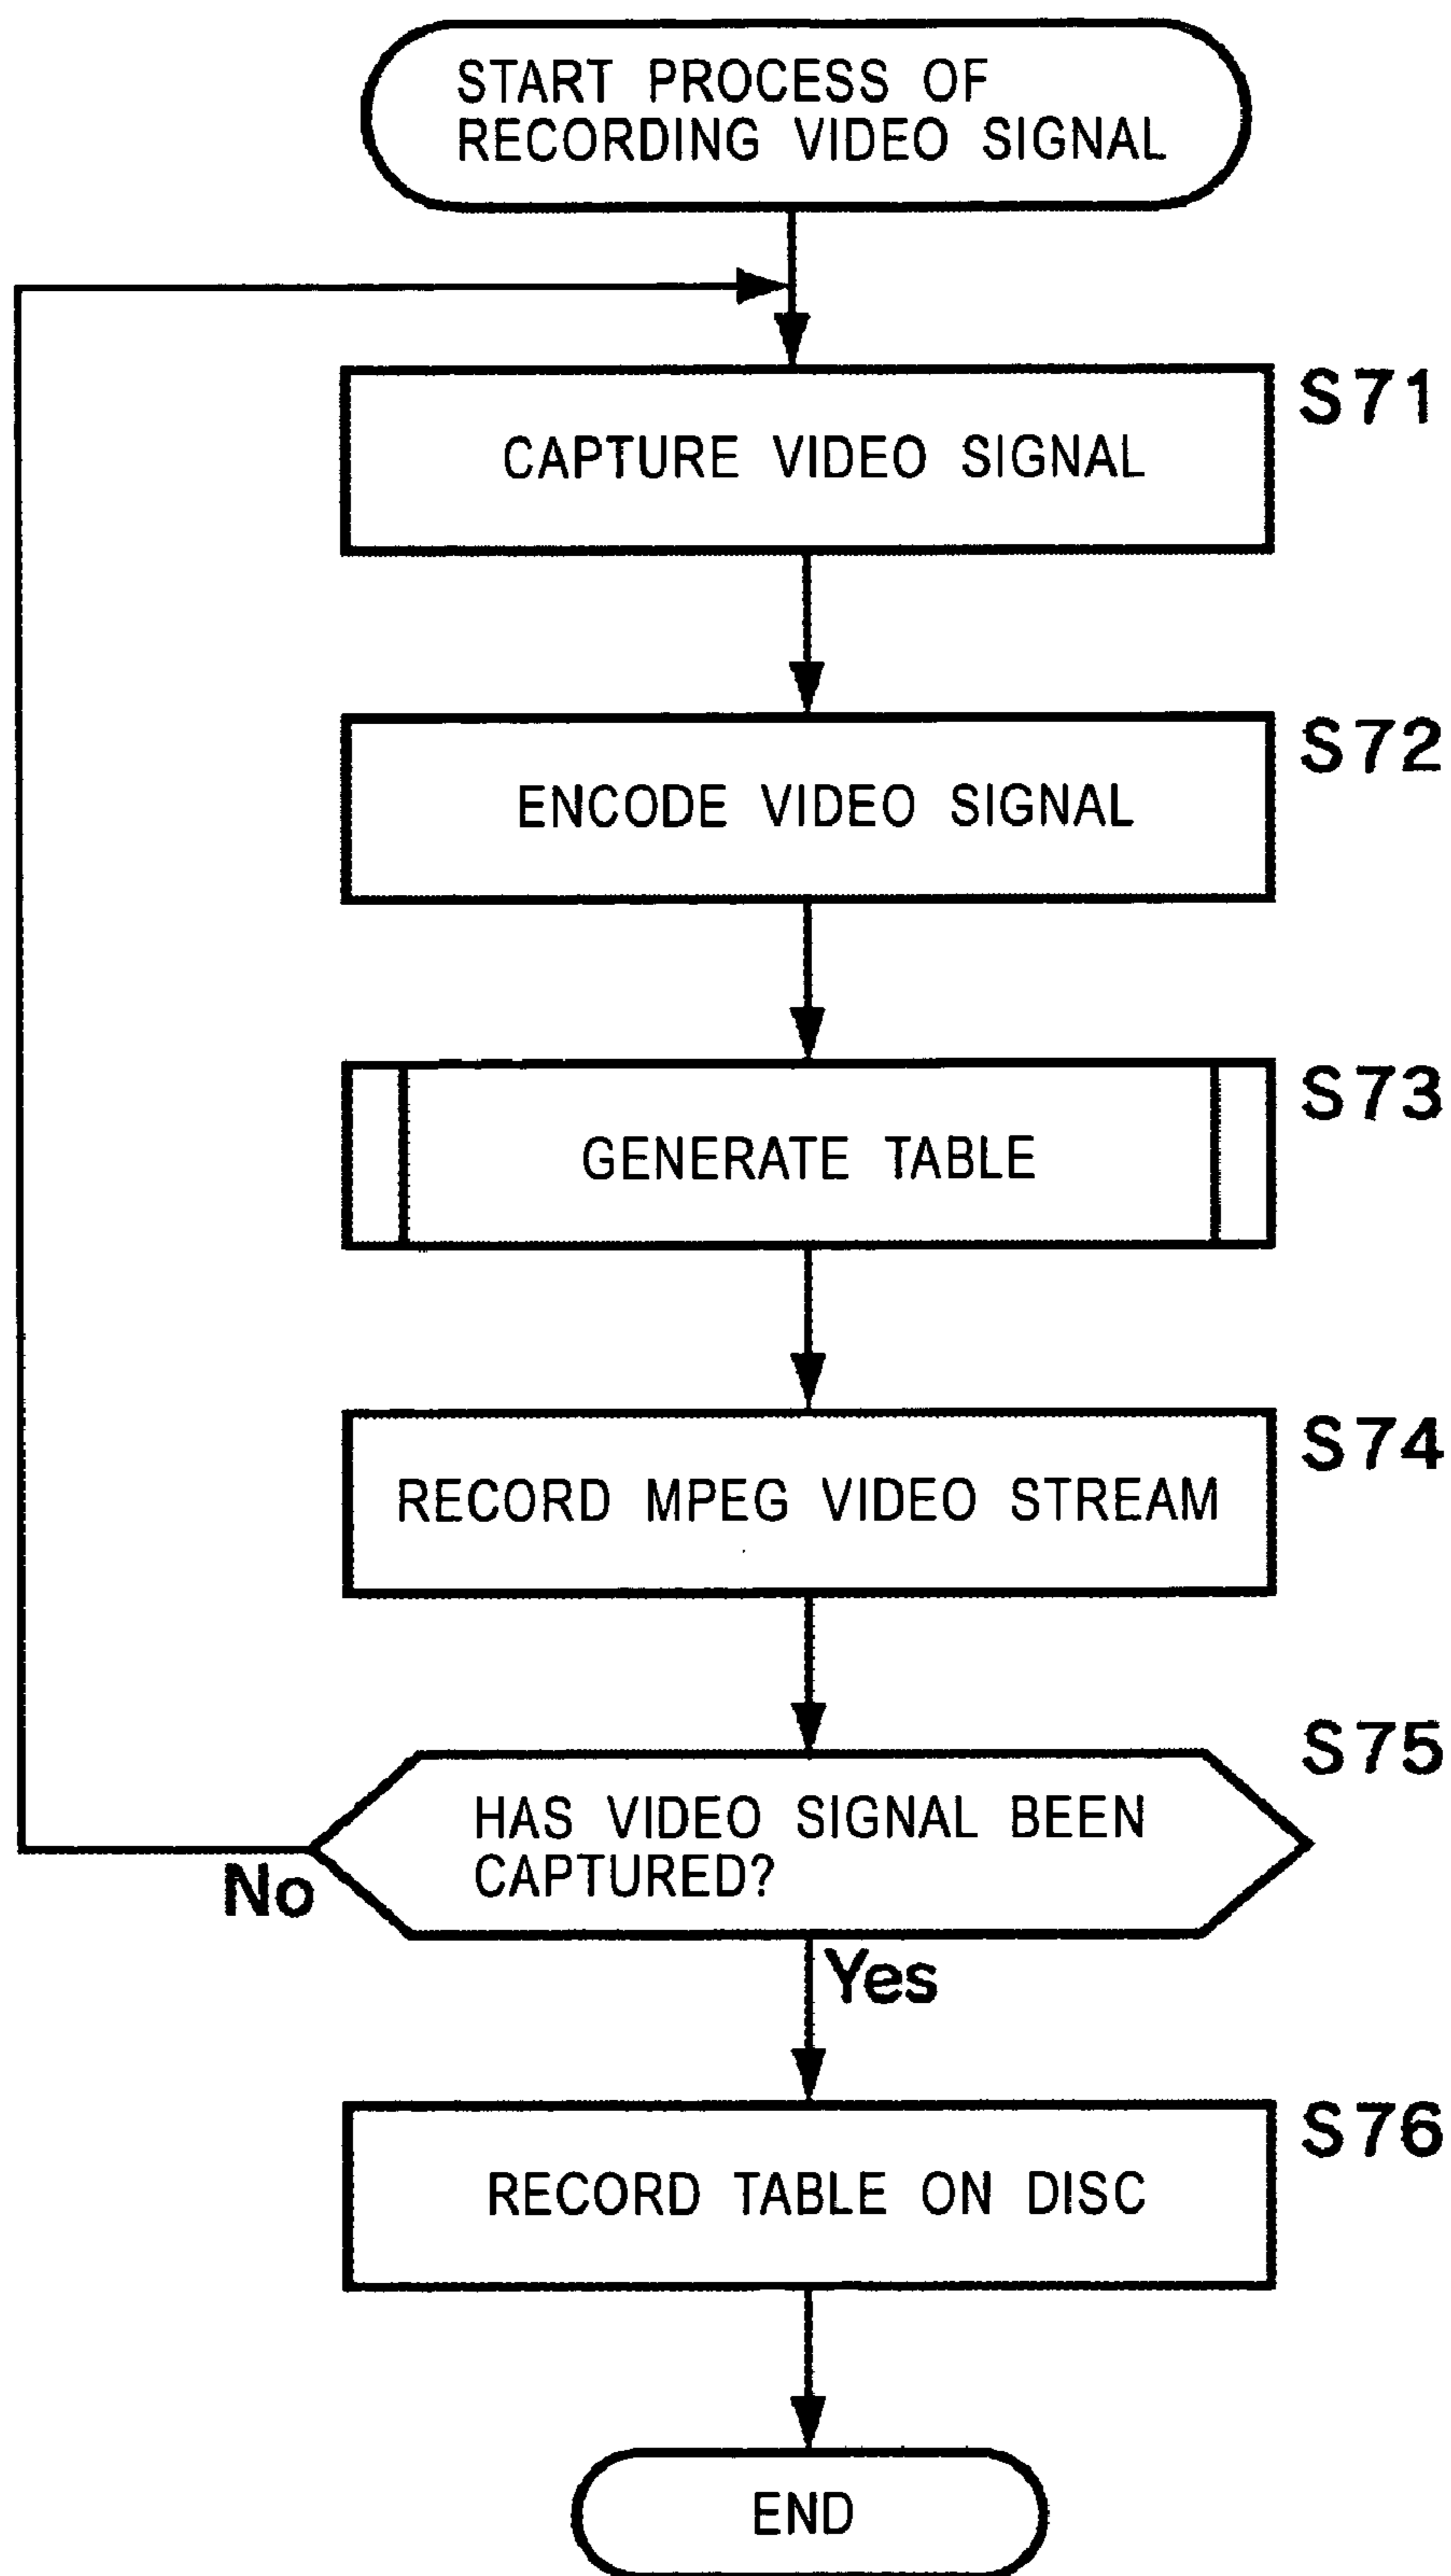 START PROCESS OF
RECORDING VIDEO SIGNAL
S71
CAPTURE VIDEO SIGNAL
S72
ENCODE VIDEO SIGNAL
S73
GENERATE TABLE
S74
RECORD MPEG VIDEO STREAM
S75
HAS VIDEO SIGNAL BEEN
CAPTURED?
No
Yes
S76
RECORD TABLE ON DISC
END